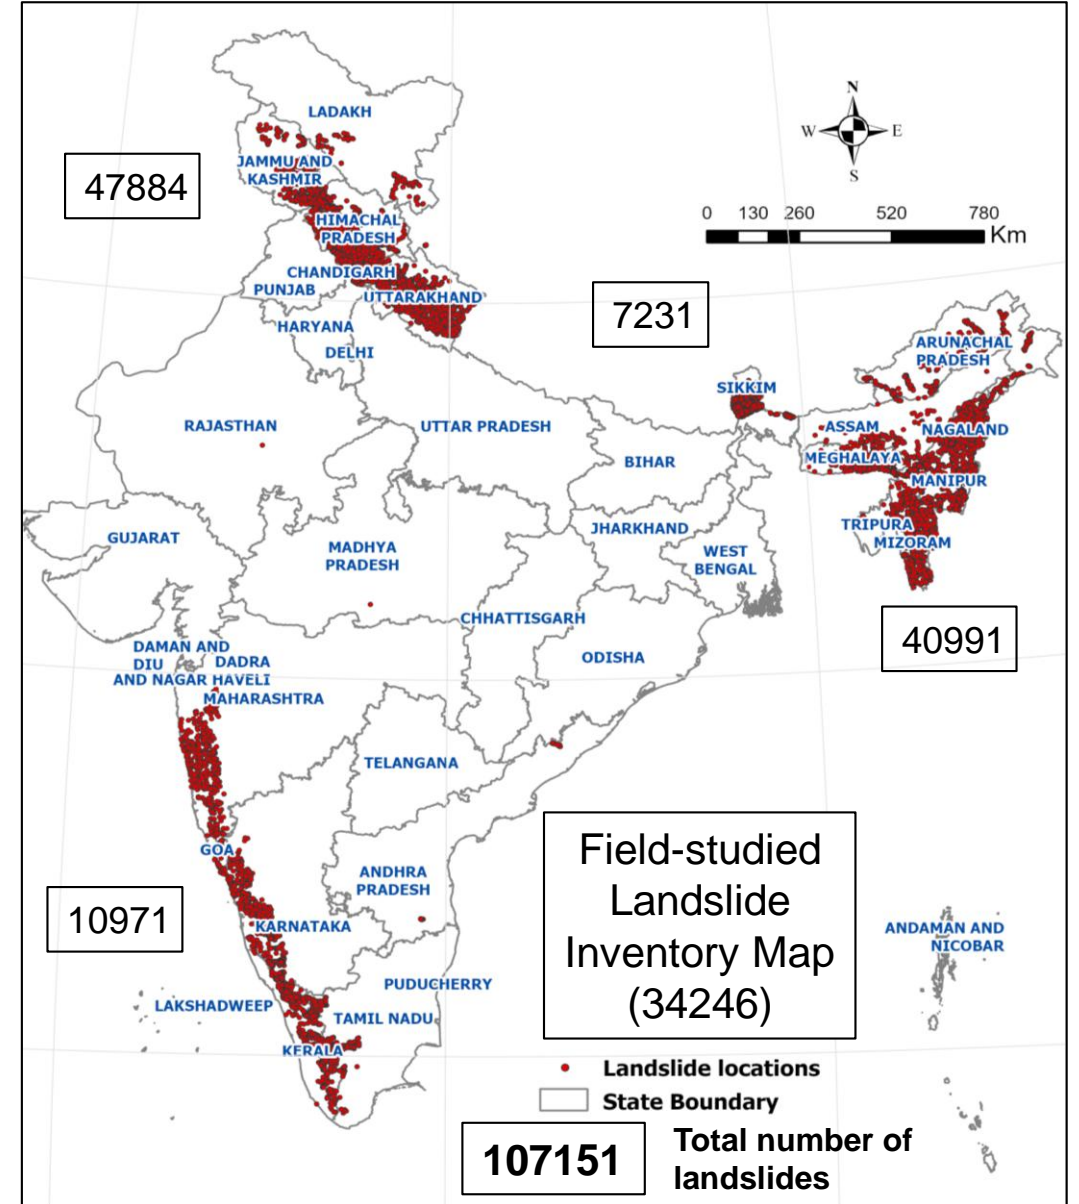 N
W
E
S
LADAKH
47884
JAMMU AND
KASHMIR
0 130 260 520 780
Km
HIMACHAL
PRADESH
CHANDIGARH
PUNJAB
UTTARAKHAND
7231
HARYANA
DELHI
ARUNACHAL
PRADESH
SIKKIM
RAJASTHAN
UTTAR PRADESH
ASSAM
NAGALAND
BIHAR
MEGHALAYA
MANIPUR
GUJARAT
JHARKHAND
TRIPURA
MIZORAM
MADHYA
PRADESH
WEST
BENGAL
CHHATTISGARH
40991
DAMAN AND
DIU DADRA
AND NAGAR HAVELI
ODISHA
MAHARASHTRA
TELANGANA
GOA
Field-studied
Landslide
Inventory Map
(34246)
ANDHRA
PRADESH
10971
KARNATAKA
ANDAMAN AND
NICOBAR
PUDUCHERRY
LAKSHADWEEP
TAMIL NADU
KERALA
Landslide locations
State Boundary
107151
Total number of
landslides